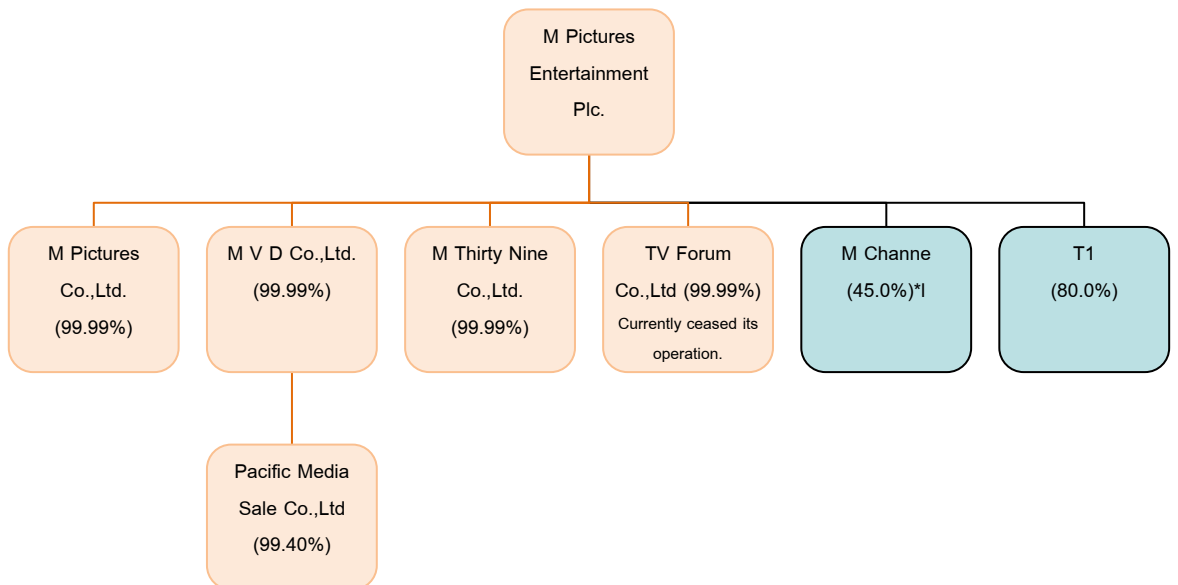 M Pictures
Entertainment
Plc.
M Pictures
Co.,Ltd.
(99.99%)
M V D Co.,Ltd.
(99.99%)
M Thirty Nine
Co.,Ltd.
(99.99%)
TV Forum
Co.,Ltd (99.99%)
Currently ceased its
operation.
M Channe
(45.0%)*l
T1
(80.0%)
Pacific Media
Sale Co.,Ltd
(99.40%)